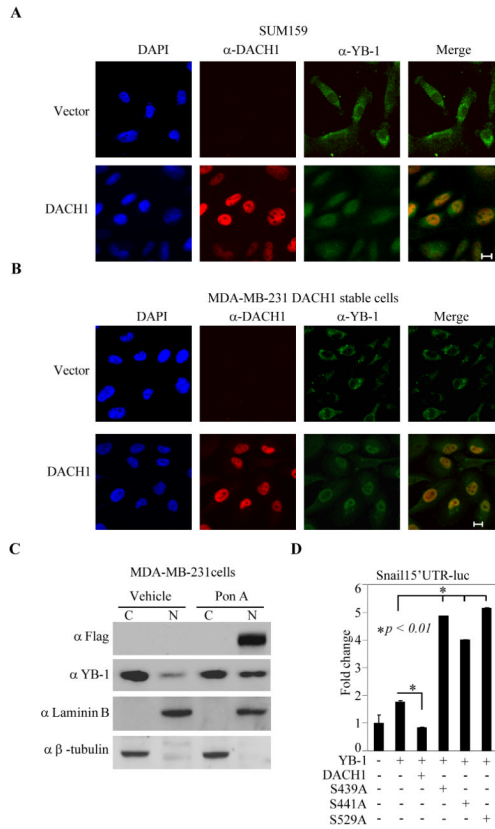 A
SUM159
DAPI α-DACH1 α-YB-1 Merge
Vector
DACH1
B
MDA-MB-231 DACH1 stable cells
DAPI α-DACH1 α-YB-1 Merge
Vector
DACH1
C
MDA-MB-231cells
Vehicle Pon A
C N C N
α Flag
α YB-1
α Laminin B
α β -tubulin
D
Snail15'UTR-luc
Fold change
6
5
4
3
2
1
0
*
*p < 0.01
*
YB-1 - + + + + +
DACH1 - - + - - -
S439A - - - + - -
S441A - - - - + -
S529A - - - - - +